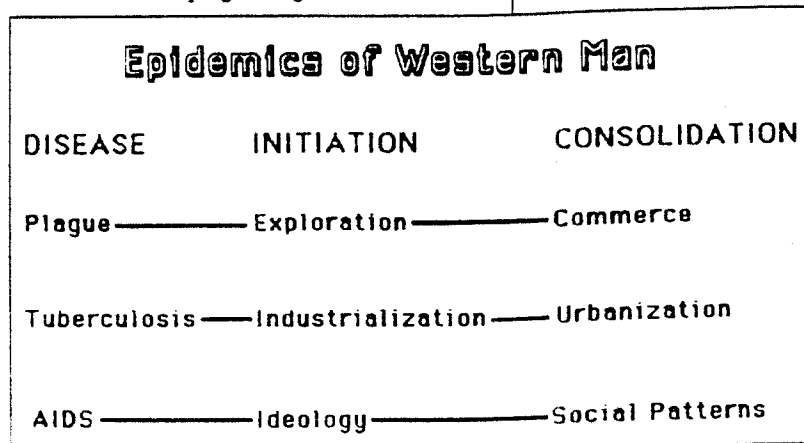 Epidemics of Western Man
DISEASE INITIATION CONSOLIDATION
Plague Exploration Commerce
Tuberculosis Industrialization Urbanization
AIDS Ideology Social Patterns